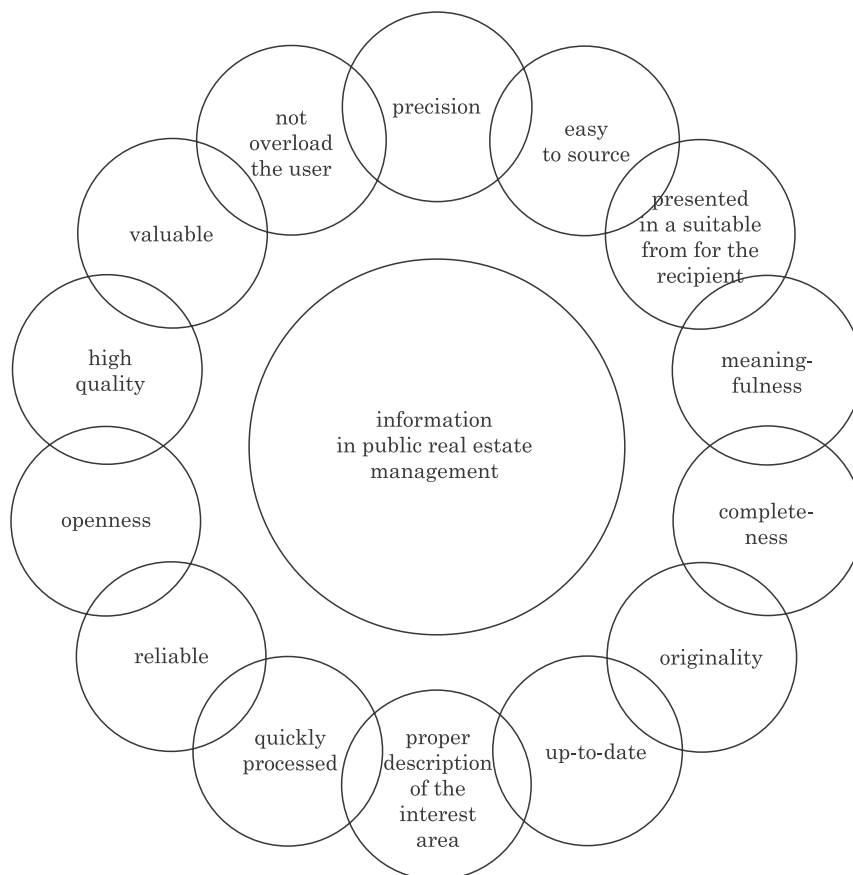 precision
easy
to source
presented
in a suitable
from for the
recipient
meaning-
fulness
complete-
ness
originality
up-to-date
proper
description
of the
interest
area
quickly
processed
reliable
openness
high
quality
valuable
not
overload
the user
information
in public real estate
management